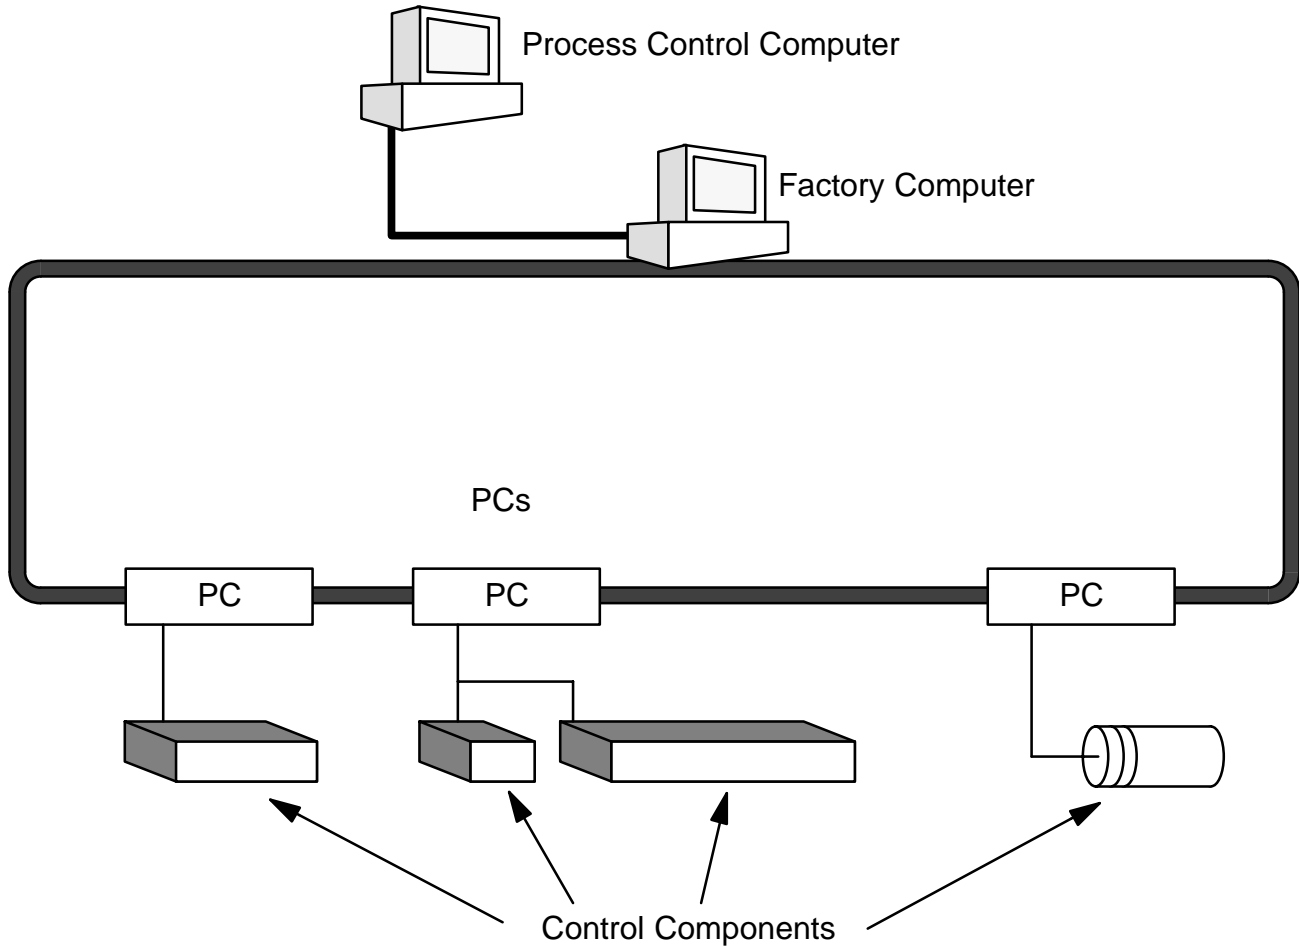 Process Control Computer
Factory Computer
PCs
PC
PC
PC
Control Components